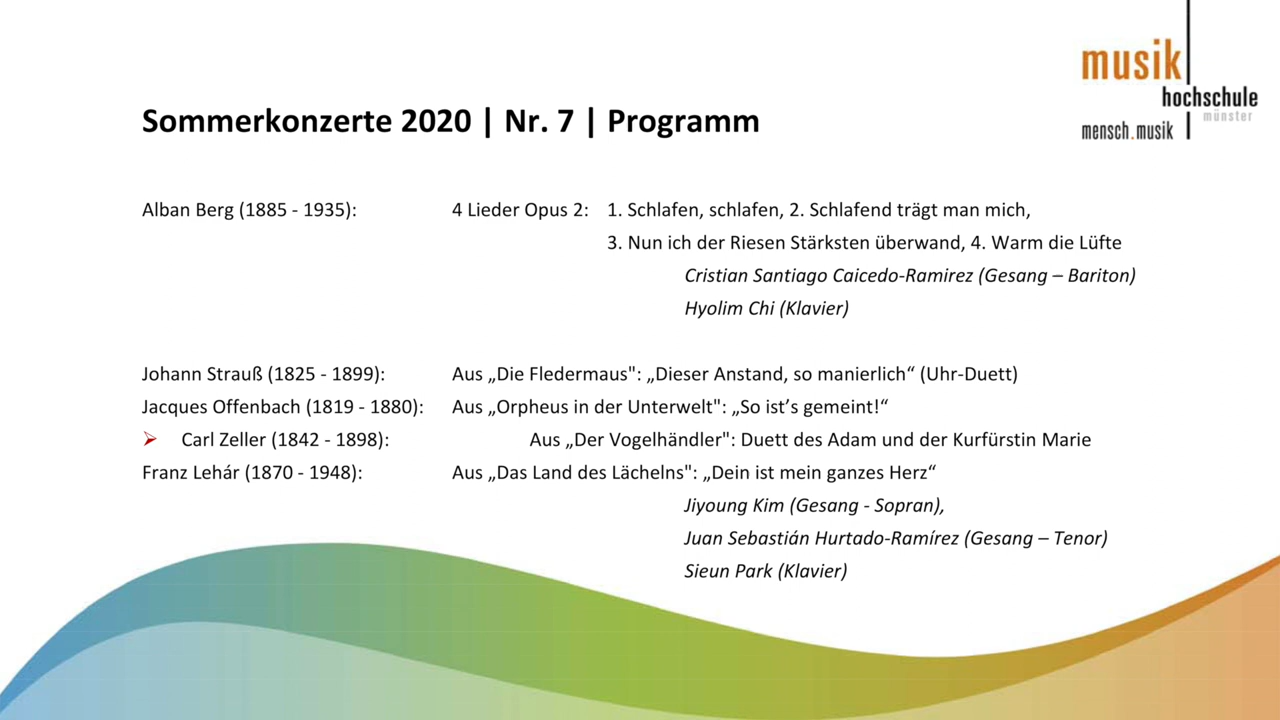 musik
hochschule
münster
mensch.musik
Sommerkonzerte 2020 | Nr. 7 | Programm
Alban Berg (1885 - 1935): 4 Lieder Opus 2: 1. Schlafen, schlafen, 2. Schlafend trägt man mich,
3. Nun ich der Riesen Stärksten überwand, 4. Warm die Lüfte
Cristian Santiago Caicedo-Ramirez (Gesang – Bariton)
Hyolim Chi (Klavier)
Johann Strauß (1825 - 1899): Aus „Die Fledermaus": „Dieser Anstand, so manierlich“ (Uhr-Duett)
Jacques Offenbach (1819 - 1880): Aus „Orpheus in der Unterwelt": „So ist’s gemeint!“
Carl Zeller (1842 - 1898): Aus „Der Vogelhändler": Duett des Adam und der Kurfürstin Marie
Franz Lehár (1870 - 1948): Aus „Das Land des Lächelns": „Dein ist mein ganzes Herz“
Jiyoung Kim (Gesang - Sopran),
Juan Sebastián Hurtado-Ramírez (Gesang – Tenor)
Sieun Park (Klavier)